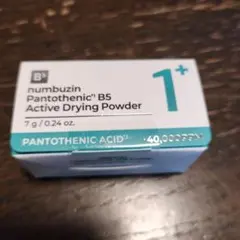 B5
numbuzin
Pantothenic B5
Active Drying Powder
7 g / 0.24 oz.
1+
PANTOTHENIC ACID
40,000PPM